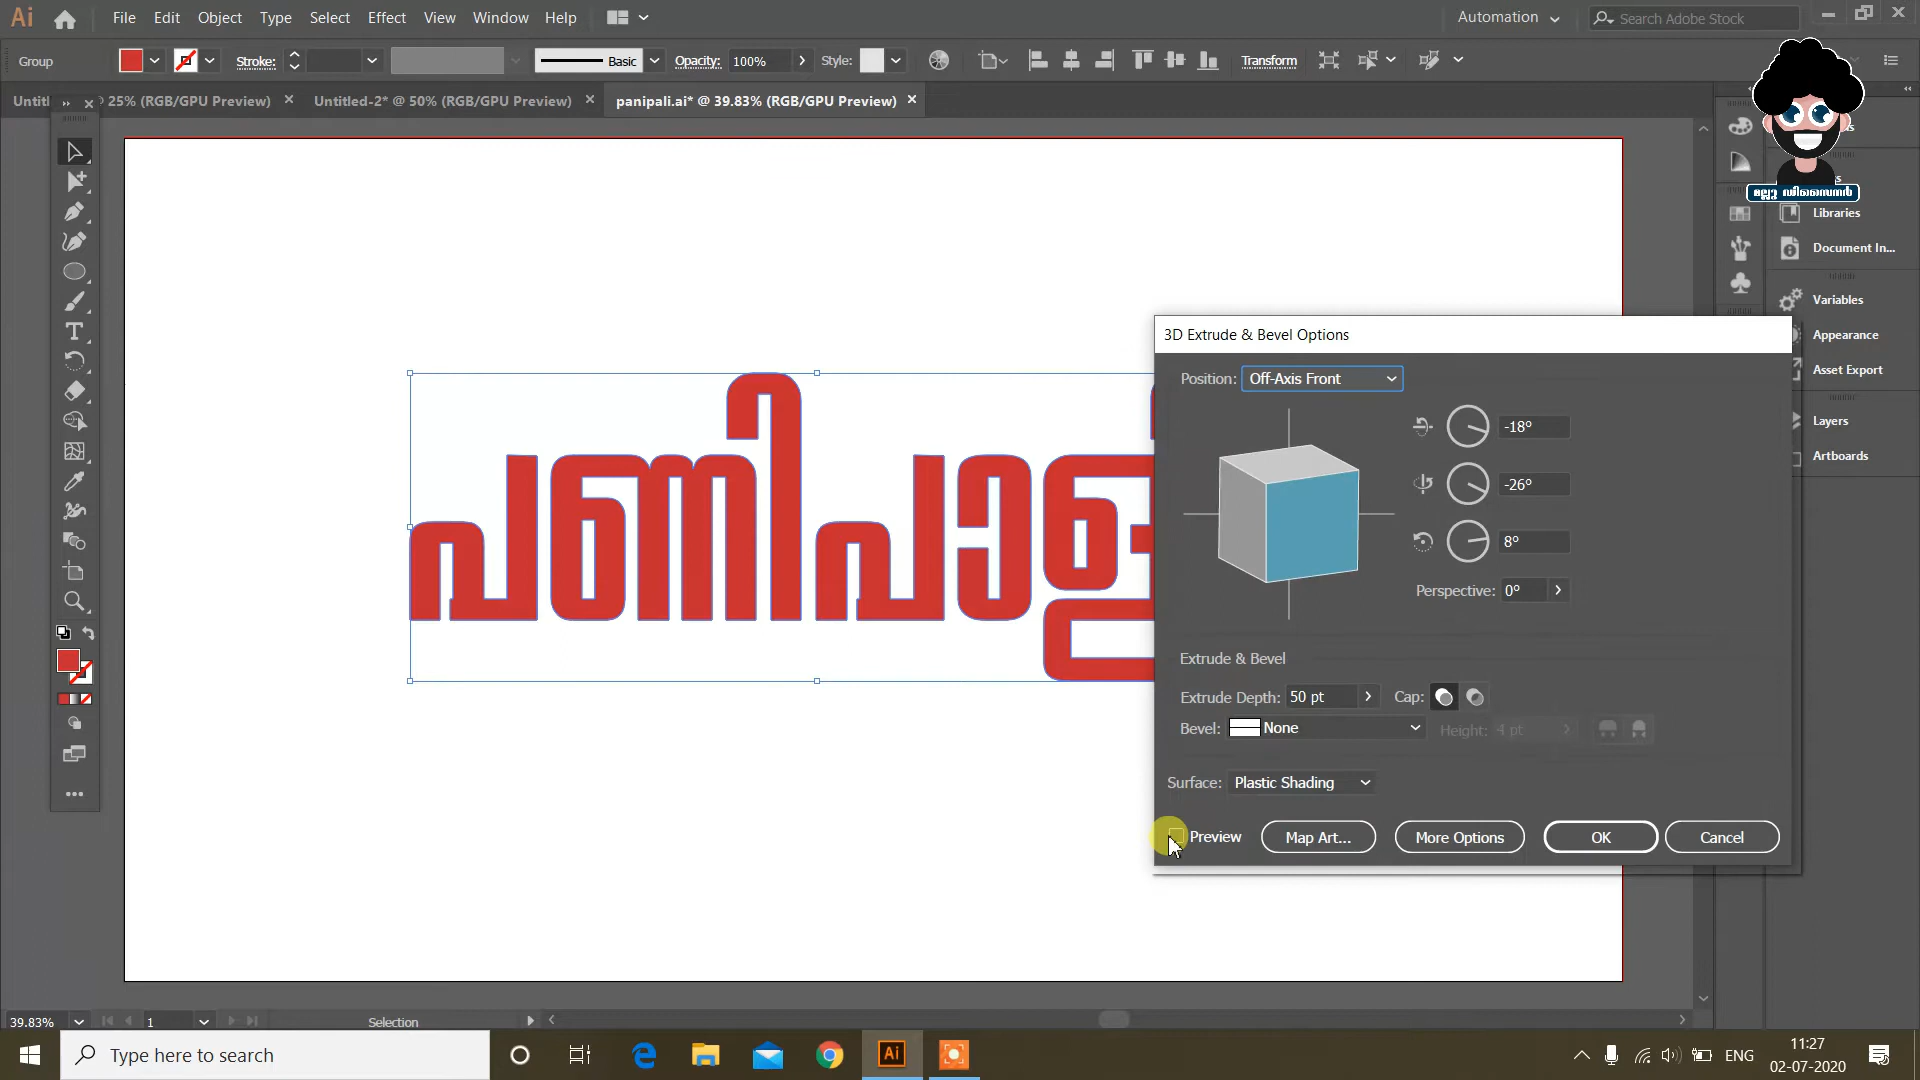 Ai File Edit Object Type Select Effect View Window Help Automation Search Adobe Stock
Group Stroke: Basic Opacity: 100% Style: Transform
Untitl @ 25% (RGB/GPU Preview) Untitled-2* @ 50% (RGB/GPU Preview) panipali.ai* @ 39.83% (RGB/GPU Preview)
മല്ലു ഡിസൈനർ
Libraries
Document In...
Variables
Appearance
Asset Export
Layers
Artboards
പണിപാളി
3D Extrude & Bevel Options
Position: Off-Axis Front
-18°
-26°
8°
Perspective: 0°
Extrude & Bevel
Extrude Depth: 50 pt Cap:
Bevel: None Height: 4 pt
Surface: Plastic Shading
Preview Map Art... More Options OK Cancel
39.83% 1 Selection
Type here to search
Ai
ENG
11:27
02-07-2020